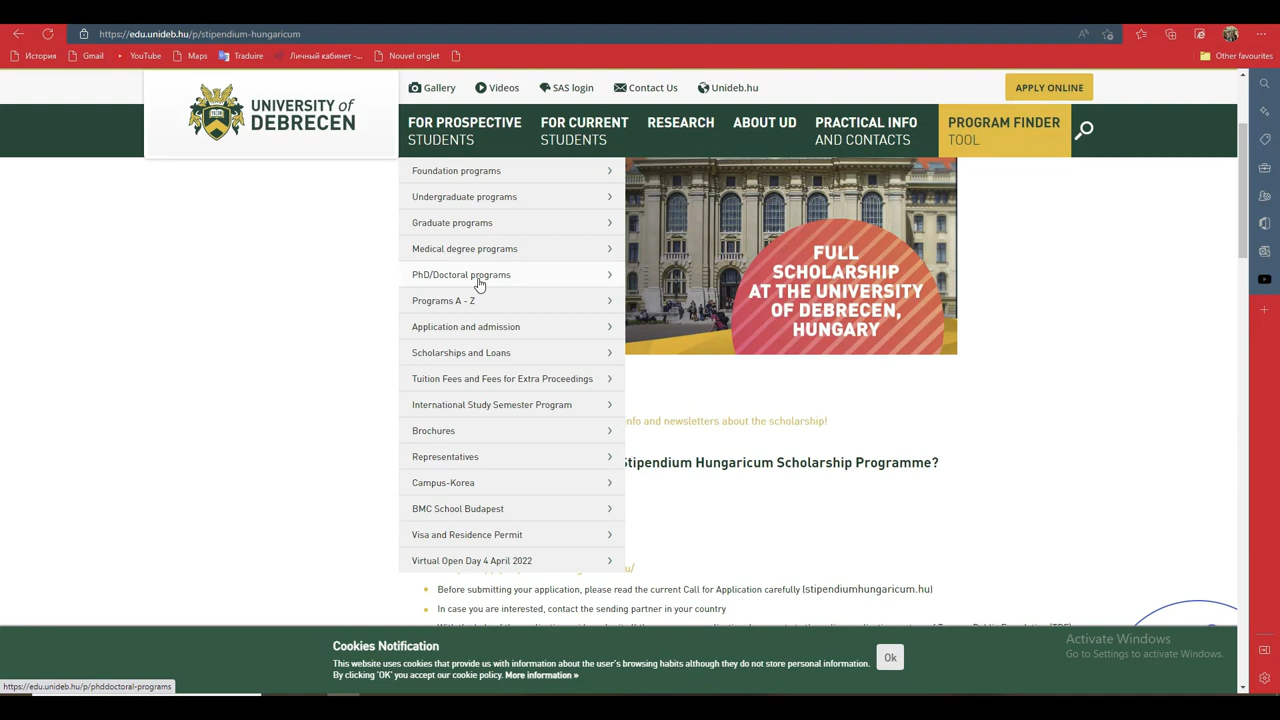 https://edu.unideb.hu/p/stipendium-hungaricum
История
Gmail
YouTube
Maps
Traduire
Личный кабинет -...
Nouvel onglet
Other favourites
UNIVERSITY of
DEBRECEN
Gallery
Videos
SAS login
Contact Us
Unideb.hu
APPLY ONLINE
FOR PROSPECTIVE
STUDENTS
FOR CURRENT
STUDENTS
RESEARCH
ABOUT UD
PRACTICAL INFO
AND CONTACTS
PROGRAM FINDER
TOOL
Foundation programs
Undergraduate programs
Graduate programs
Medical degree programs
PhD/Doctoral programs
Programs A - Z
Application and admission
Scholarships and Loans
Tuition Fees and Fees for Extra Proceedings
International Study Semester Program
Brochures
Representatives
Campus-Korea
BMC School Budapest
Visa and Residence Permit
Virtual Open Day 4 April 2022
FULL
SCHOLARSHIP
AT THE UNIVERSITY
OF DEBRECEN,
HUNGARY
nfo and newsletters about the scholarship!
Stipendium Hungaricum Scholarship Programme?
u/
Before submitting your application, please read the current Call for Application carefully (stipendiumhungaricum.hu)
In case you are interested, contact the sending partner in your country
Cookies Notification
This website uses cookies that provide us with information about the user's browsing habits although they do not store personal information.
By clicking 'OK' you accept our cookie policy. More information »
Ok
Activate Windows
Go to Settings to activate Windows.
https://edu.unideb.hu/p/phddoctoral-programs